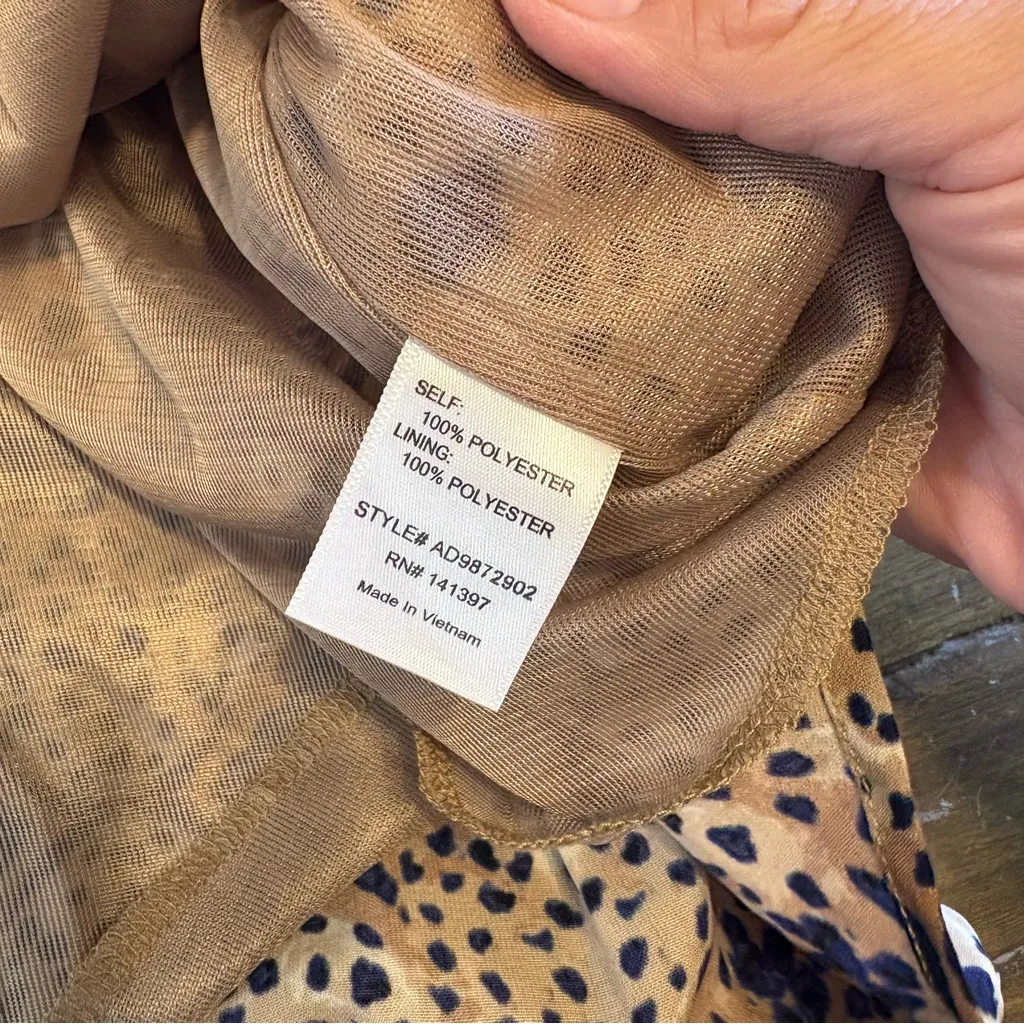 SELF:
100% POLYESTER
LINING:
100% POLYESTER
STYLE# AD9872902
RN# 141397
Made In Vietnam